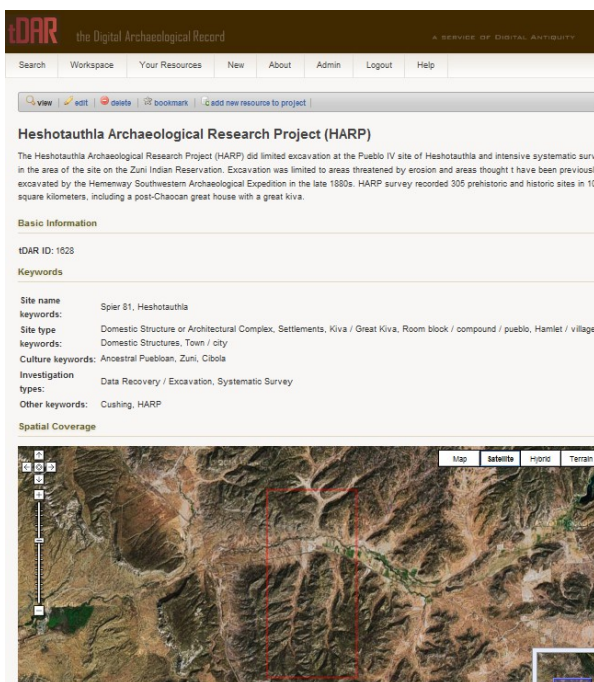 tDAR the Digital Archaeological Record A SERVICE OF DIGITAL ANTIQUITY
Search Workspace Your Resources New About Admin Logout Help
view | edit | delete | bookmark | add new resource to project |
Heshotauthla Archaeological Research Project (HARP)
The Heshotauthla Archaeological Research Project (HARP) did limited excavation at the Pueblo IV site of Heshotauthla and intensive systematic surv
in the area of the site on the Zuni Indian Reservation. Excavation was limited to areas threatened by erosion and areas thought t have been previousl
excavated by the Hemenway Southwestern Archaeological Expedition in the late 1880s. HARP survey recorded 305 prehistoric and historic sites in 10
square kilometers, including a post-Chacoan great house with a great kiva.
Basic Information
tDAR ID: 1628
Keywords
Site name keywords: Spier 81, Heshotauthla
Site type keywords: Domestic Structure or Architectural Complex, Settlements, Kiva / Great Kiva, Room block / compound / pueblo, Hamlet / village
Domestic Structures, Town / city
Culture keywords: Ancestral Puebloan, Zuni, Cibola
Investigation types: Data Recovery / Excavation, Systematic Survey
Other keywords: Cushing, HARP
Spatial Coverage
Map Satellite Hybrid Terrain